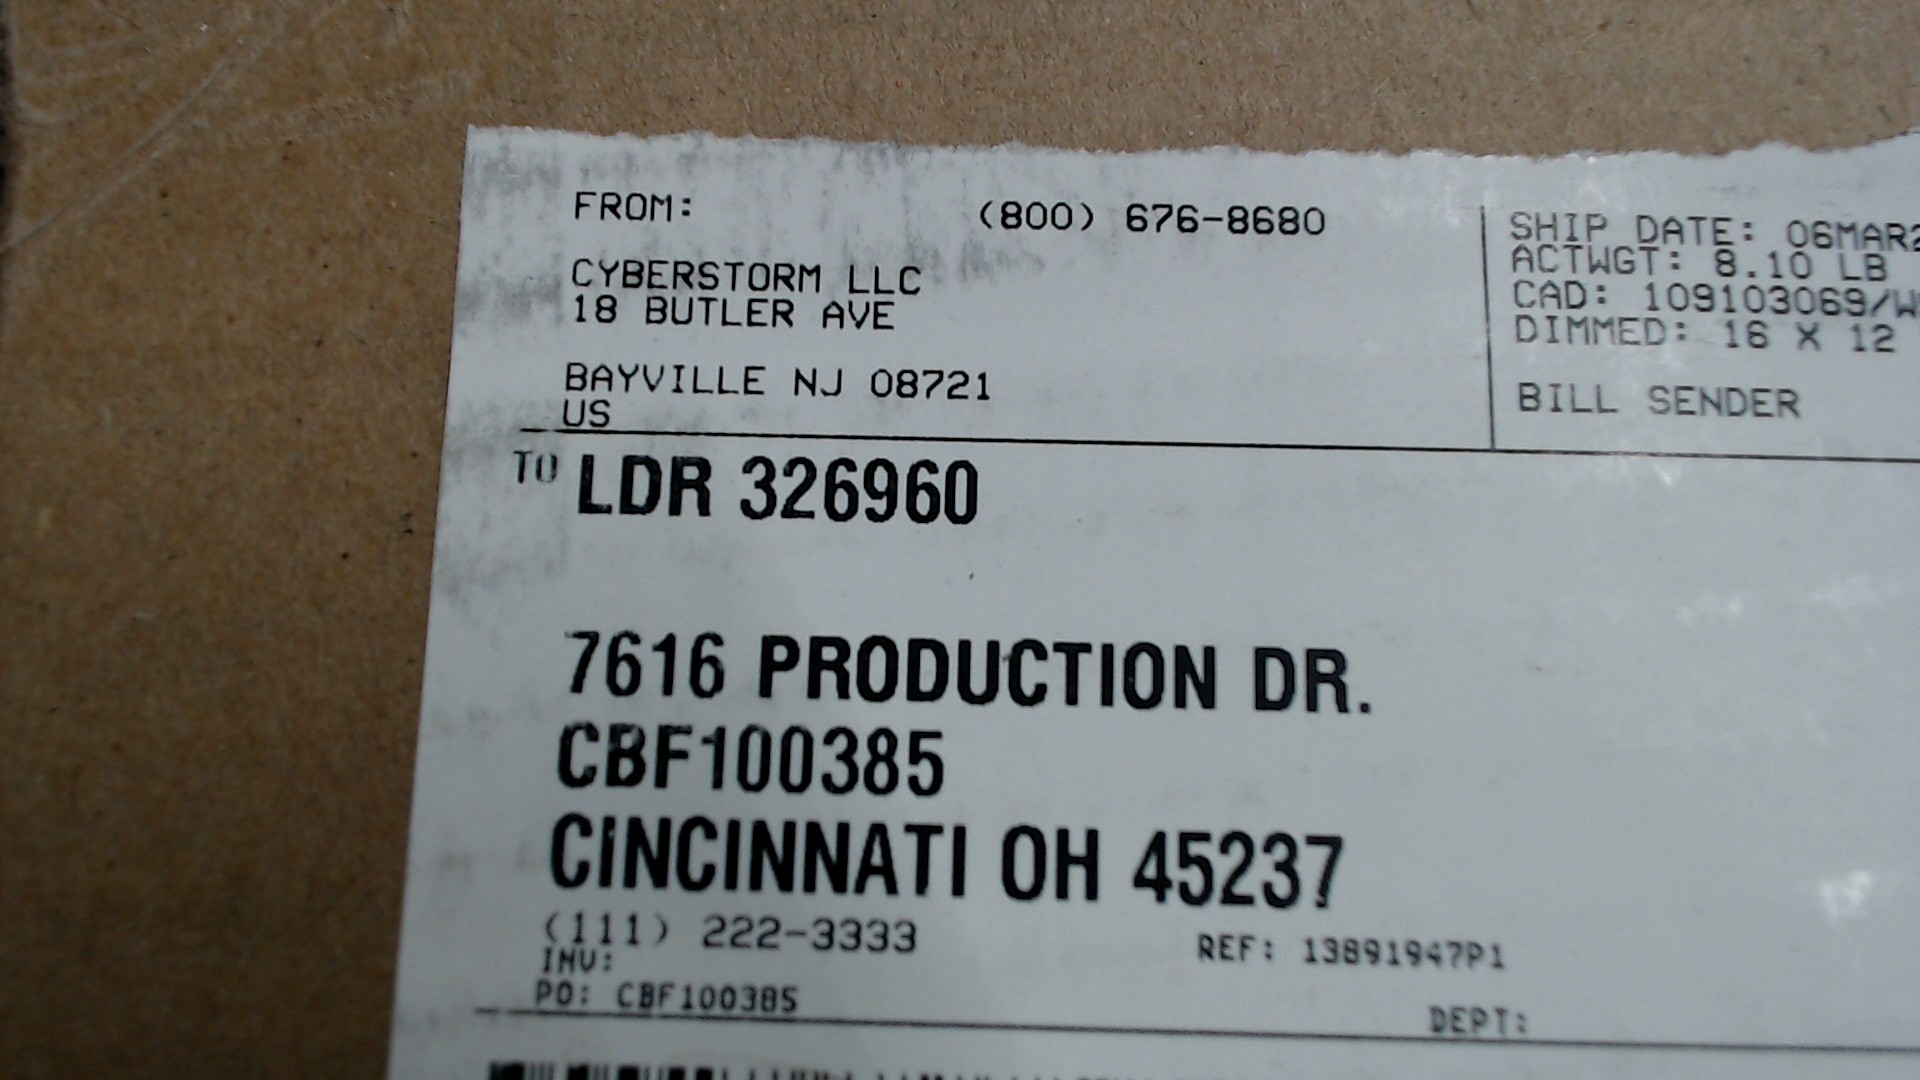 FROM: (800) 676-8680
CYBERSTORM LLC
18 BUTLER AVE
BAYVILLE NJ 08721
US
SHIP DATE: 06MAR2
ACTWGT: 8.10 LB
CAD: 109103069/W
DIMMED: 16 X 12
BILL SENDER
TO LDR 326960
7616 PRODUCTION DR.
CBF100385
CINCINNATI OH 45237
(111) 222-3333
INV:
REF: 13891947P1
PO: CBF100385
DEPT: